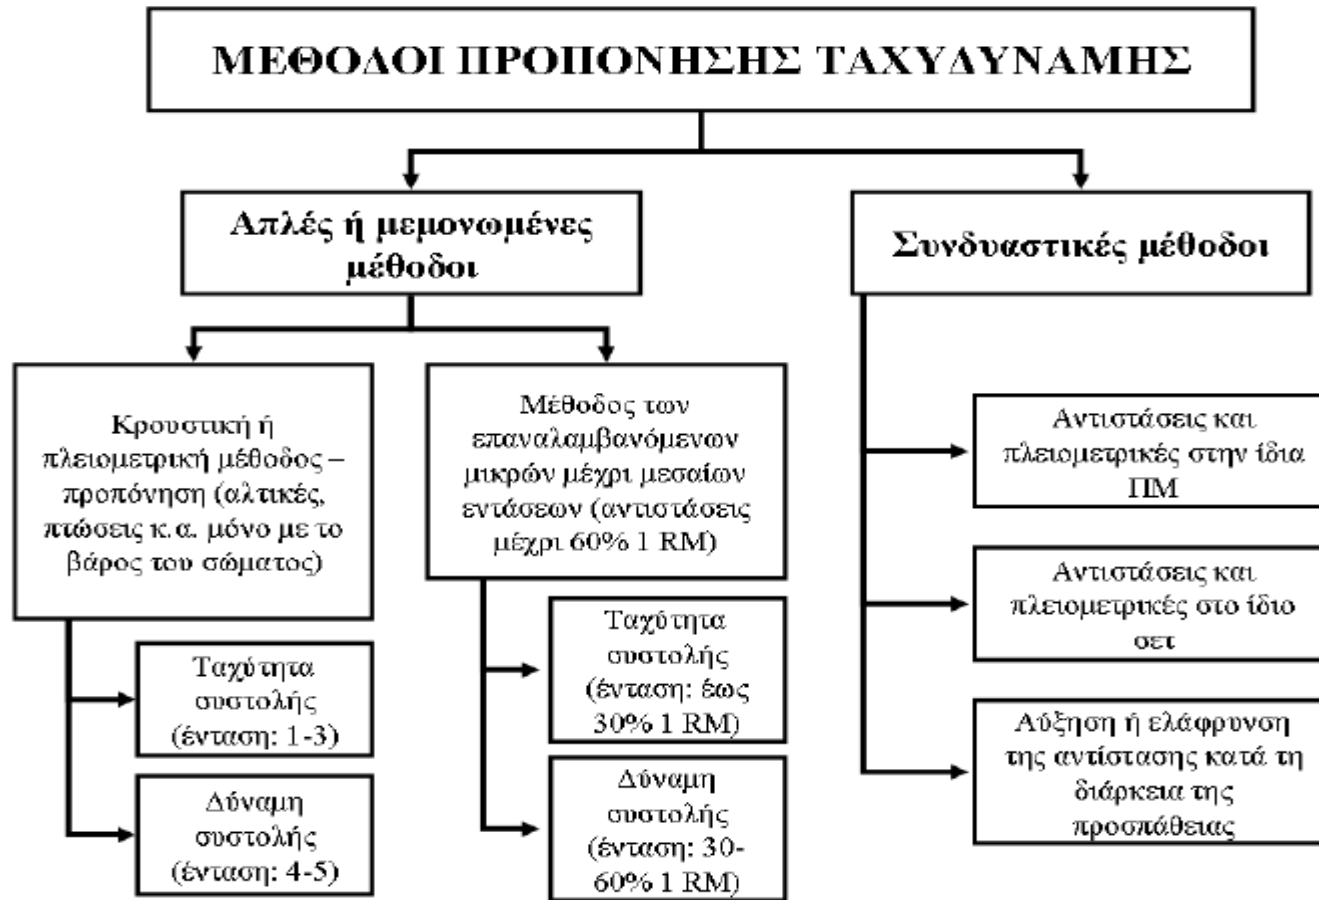 ΜΕΘΟΔΟΙ ΠΡΟΠΟΝΗΣΗΣ ΤΑΧΥΔΥΝΑΜΗΣ
Απλές ή μεμονωμένες
μέθοδοι
Συνδυαστικές μέθοδοι
Κρουστική ή
πλειομετρική μέθοδος –
προπόνηση (αλτικές,
πτώσεις κ.α. μόνο με το
βάρος του σώματος)
Ταχύτητα
συστολής
(ένταση: 1-3)
Δύναμη
συστολής
(ένταση: 4-5)
Μέθοδος των
επαναλαμβανόμενων
μικρών μέχρι μεσαίων
εντάσεων (αντιστάσεις
μέχρι 60% 1 RM)
Ταχύτητα
συστολής
(ένταση: έως
30% 1 RM)
Δύναμη
συστολής
(ένταση: 30-
60% 1 RM)
Αντιστάσεις και
πλειομετρικές στην ίδια
ΠΜ
Αντιστάσεις και
πλειομετρικές στο ίδιο
σετ
Αύξηση ή ελάφρυνση
της αντίστασης κατά τη
διάρκεια της
προσπάθειας